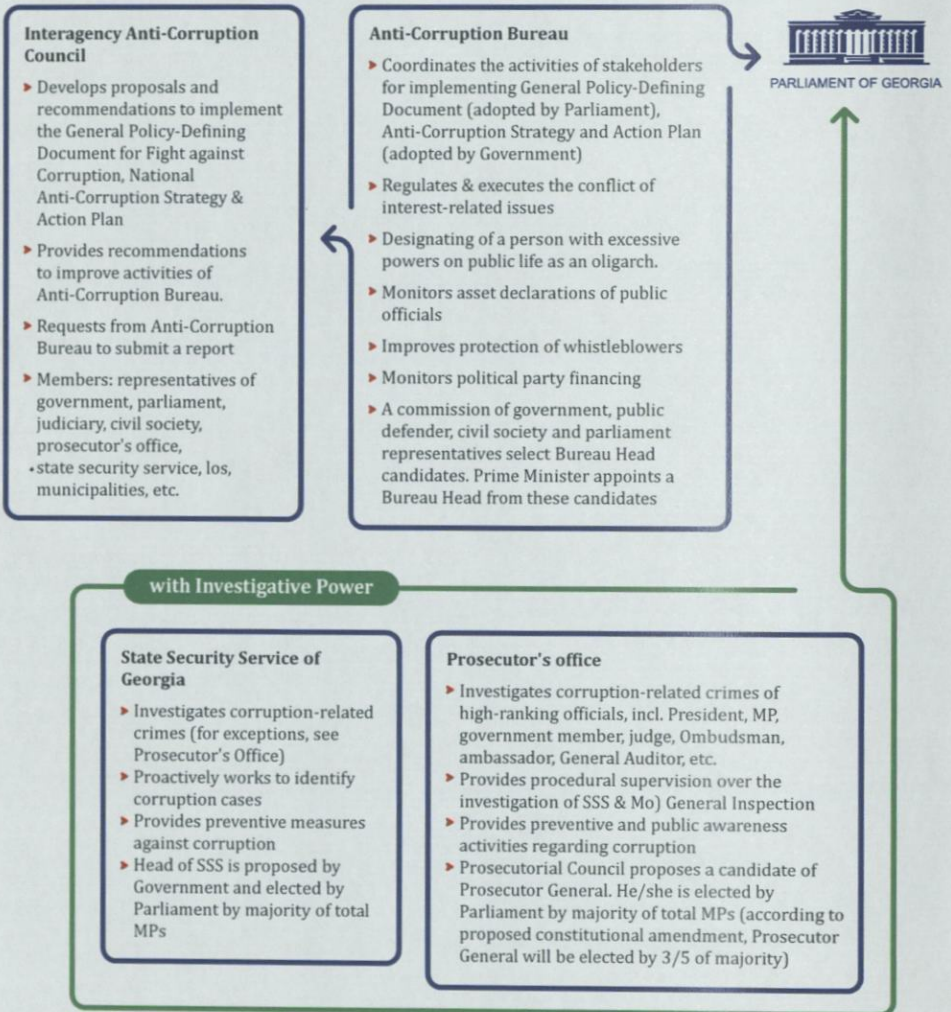 Interagency Anti-Corruption
Council
Develops proposals and
recommendations to implement
the General Policy-Defining
Document for Fight against
Corruption, National
Anti-Corruption Strategy &
Action Plan
Provides recommendations
to improve activities of
Anti-Corruption Bureau.
Requests from Anti-Corruption
Bureau to submit a report
Members: representatives of
government, parliament,
judiciary, civil society,
prosecutor's office,
•state security service, los,
municipalities, etc.
Anti-Corruption Bureau
Coordinates the activities of stakeholders
for implementing General Policy-Defining
Document (adopted by Parliament),
Anti-Corruption Strategy and Action Plan
(adopted by Government)
Regulates & executes the conflict of
interest-related issues
Designating of a person with excessive
powers on public life as an oligarch.
Monitors asset declarations of public
officials
Improves protection of whistleblowers
Monitors political party financing
A commission of government, public
defender, civil society and parliament
representatives select Bureau Head
candidates. Prime Minister appoints a
Bureau Head from these candidates
PARLIAMENT OF GEORGIA
with Investigative Power
State Security Service of
Georgia
Investigates corruption-related
crimes (for exceptions, see
Prosecutor's Office)
Proactively works to identify
corruption cases
Provides preventive measures
against corruption
Head of SSS is proposed by
Government and elected by
Parliament by majority of total
MPs
Prosecutor's office
Investigates corruption-related crimes of
high-ranking officials, incl. President, MP,
government member, judge, Ombudsman,
ambassador, General Auditor, etc.
Provides procedural supervision over the
investigation of SSS & Mo) General Inspection
Provides preventive and public awareness
activities regarding corruption
Prosecutorial Council proposes a candidate of
Prosecutor General. He/she is elected by
Parliament by majority of total MPs (according to
proposed constitutional amendment, Prosecutor
General will be elected by 3/5 of majority)